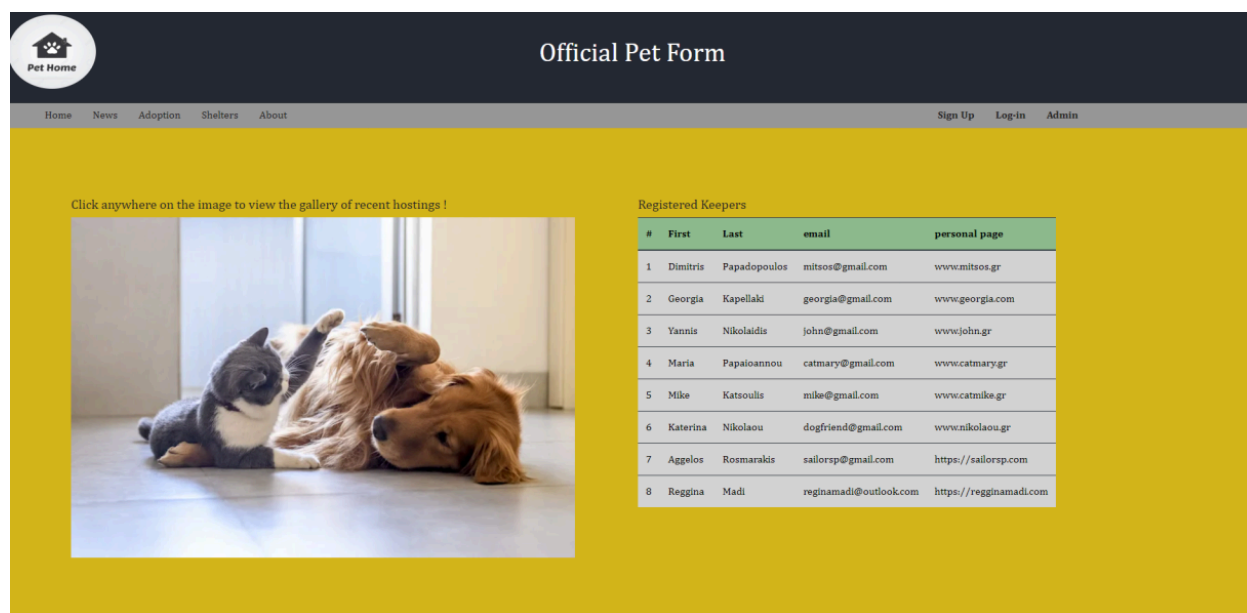 Pet Home
Official Pet Form
Home News Adoption Shelters About Sign Up Log-in Admin
Click anywhere on the image to view the gallery of recent hostings !
Registered Keepers
# First Last email personal page
1 Dimitris Papadopoulos mitsos@gmail.com www.mitsos.gr
2 Georgia Kapellaki georgia@gmail.com www.georgia.com
3 Yannis Nikolaidis john@gmail.com www.john.gr
4 Maria Papaioannou catmary@gmail.com www.catmary.gr
5 Mike Katsoulis mike@gmail.com www.catmike.gr
6 Katerina Nikolaou dogfriend@gmail.com www.nikolaou.gr
7 Aggelos Rosmarakis sailorsp@gmail.com https://sailorsp.com
8 Reggina Madi reginamadi@outlook.com https://regginamadi.com